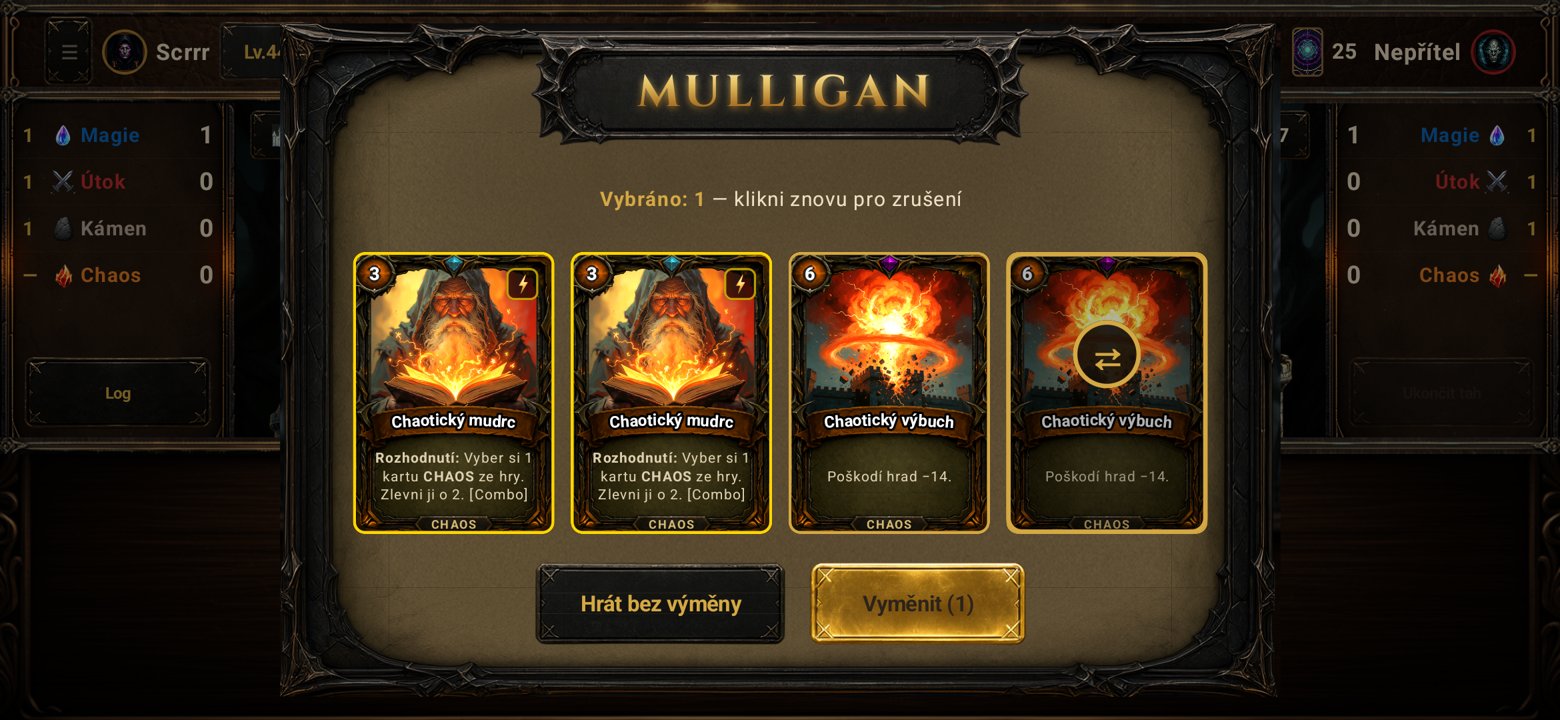 MULLIGAN
Scrrr
Lv.44
25 Nepřítel
1 Magie 1
1 Útok 0
1 Kámen 0
– Chaos 0
Log
7
1 Magie 1
0 Útok 1
0 Kámen 1
0 Chaos –
Ukončit tah
Vybráno: 1 — klikni znovu pro zrušení
3
Chaotický mudrc
Rozhodnutí: Vyber si 1
kartu CHAOS ze hry.
Zlevni ji o 2. [Combo]
CHAOS
3
Chaotický mudrc
Rozhodnutí: Vyber si 1
kartu CHAOS ze hry.
Zlevni ji o 2. [Combo]
CHAOS
6
Chaotický výbuch
Poškodí hrad −14.
CHAOS
6
Chaotický výbuch
Poškodí hrad −14.
CHAOS
Hrát bez výměny
Vyměnit (1)